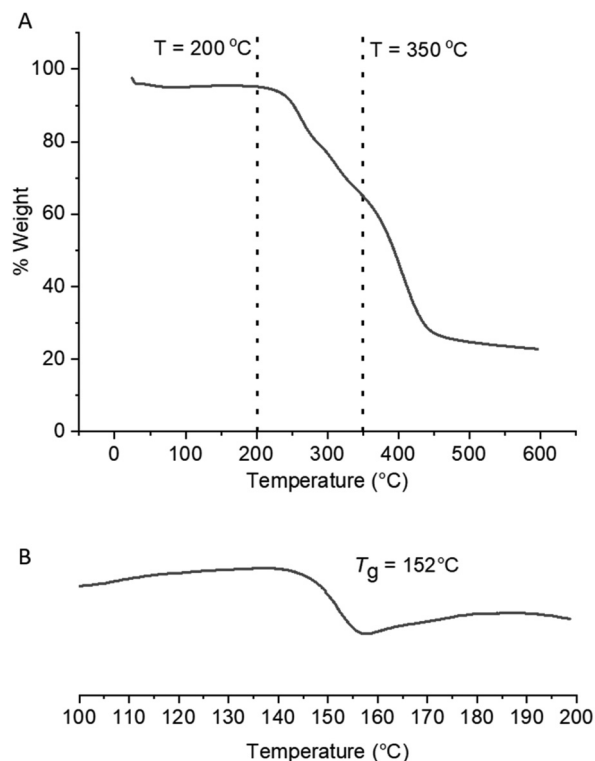 A
T = 200 °C
T = 350 °C
100
80
60
40
20
0
% Weight
0 100 200 300 400 500 600
Temperature (°C)
B
Tg = 152°C
100 110 120 130 140 150 160 170 180 190 200
Temperature (°C)